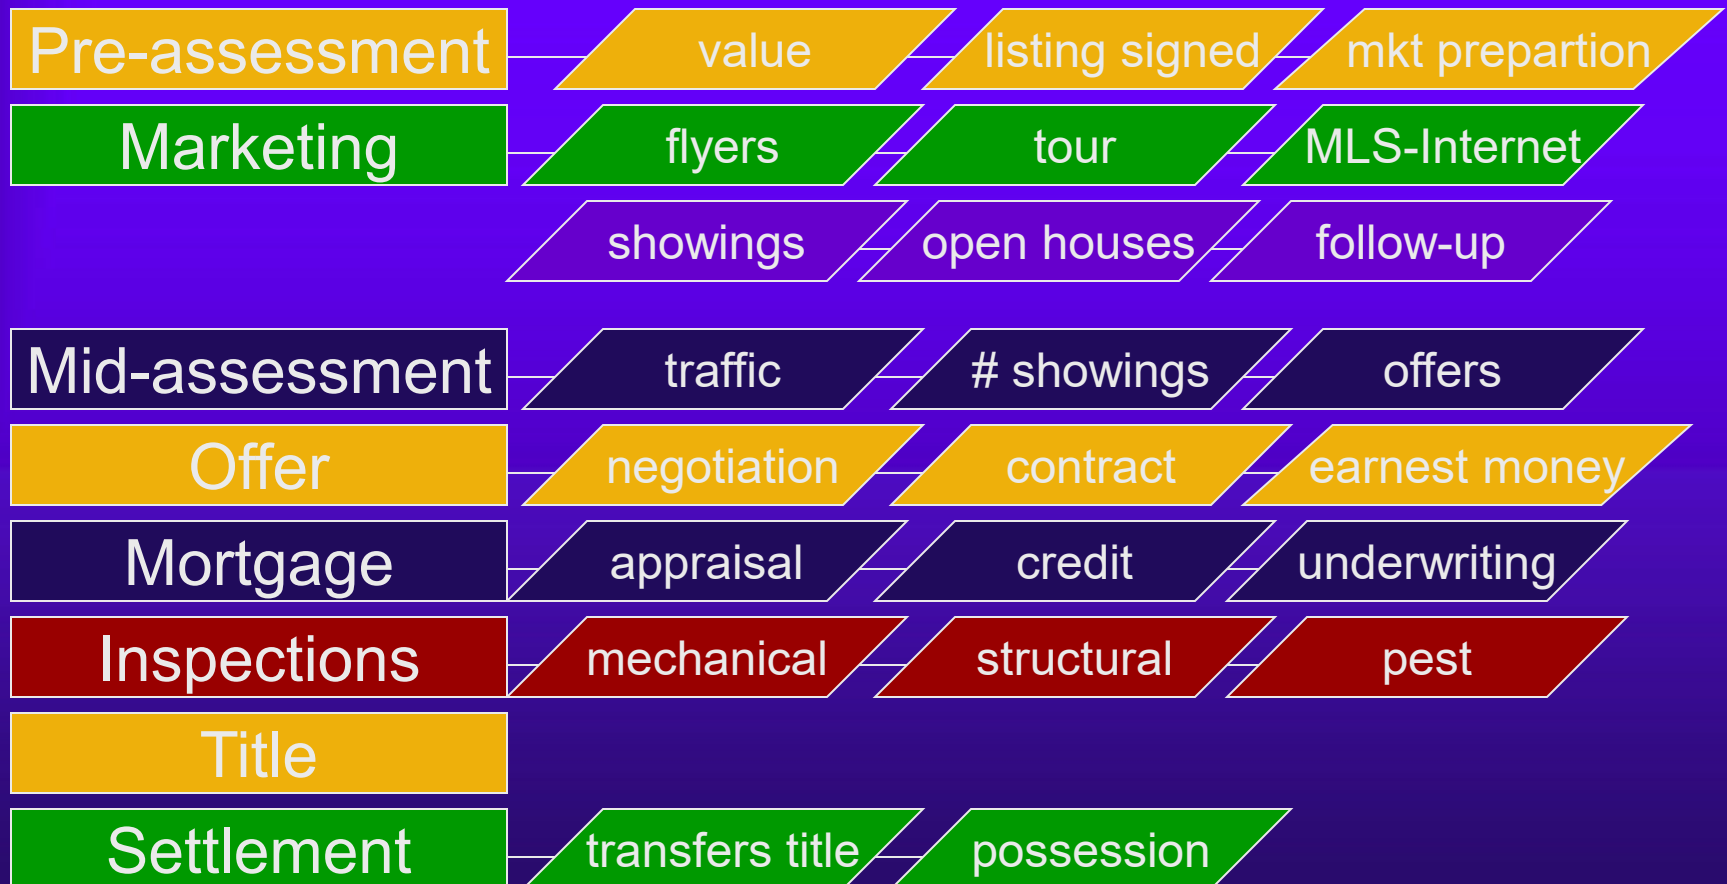 Pre-assessment value listing signed mkt prepartion
Marketing flyers tour MLS-Internet
showings open houses follow-up
Mid-assessment traffic # showings offers
Offer negotiation contract earnest money
Mortgage appraisal credit underwriting
Inspections mechanical structural pest
Title
Settlement transfers title possession